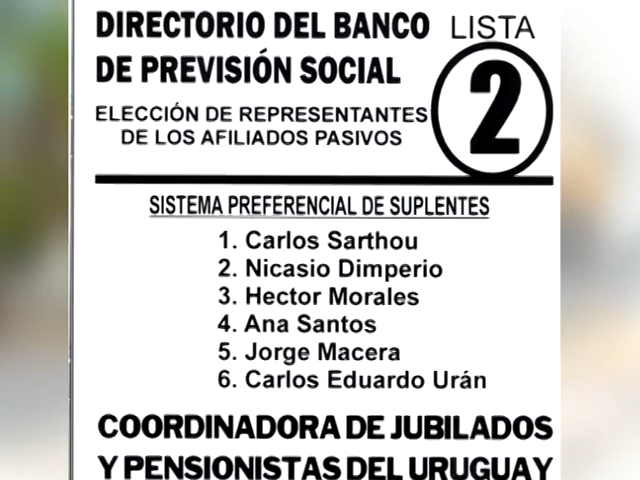 DIRECTORIO DEL BANCO LISTA
DE PREVISIÓN SOCIAL
2
ELECCIÓN DE REPRESENTANTES
DE LOS AFILIADOS PASIVOS
SISTEMA PREFERENCIAL DE SUPLENTES
1. Carlos Sarthou
2. Nicasio Dimperio
3. Hector Morales
4. Ana Santos
5. Jorge Macera
6. Carlos Eduardo Urán
COORDINADORA DE JUBILADOS
Y PENSIONISTAS DEL URUGUAY